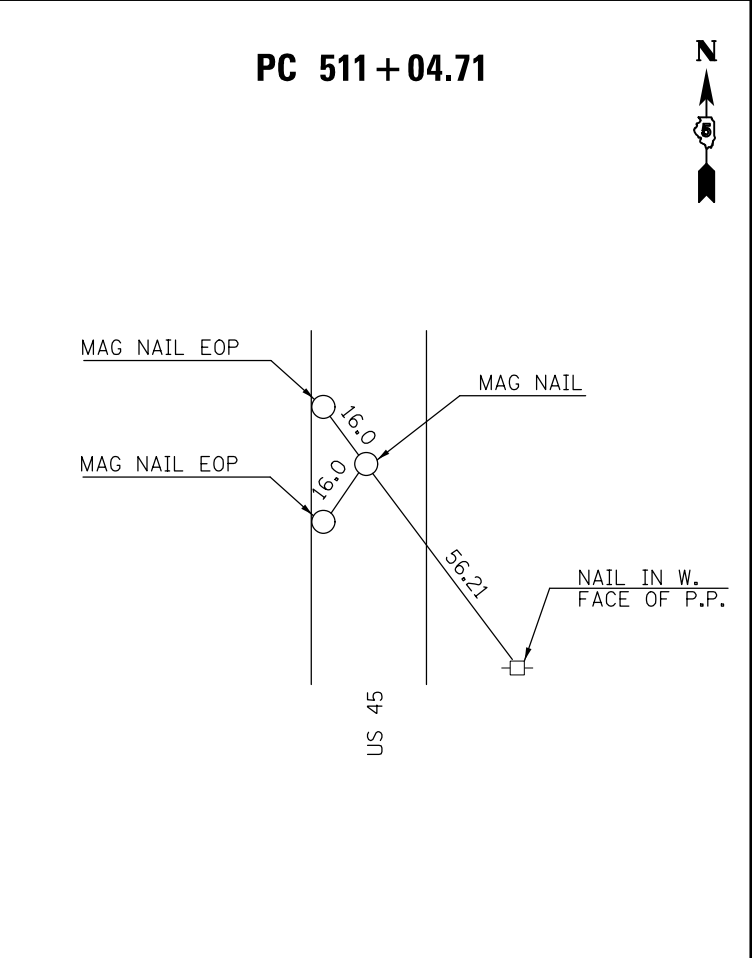 PC 511+04.71
N
5
MAG NAIL EOP
MAG NAIL
16.0
MAG NAIL EOP
16.0
56.21
NAIL IN W.
FACE OF P.P.
US 45